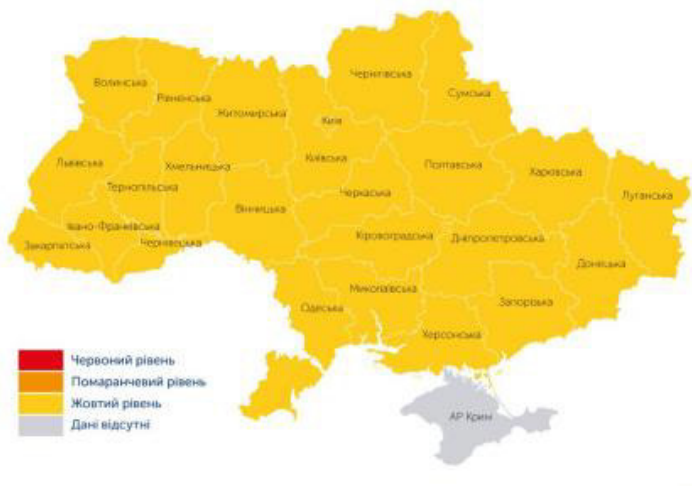 Чернігівська
Волинська
Сумська
Рівненська
Житомирська
Київ
Київська
Львівська
Хмельницька
Полтавська
Харківська
Тернопільська
Черкаська
Луганська
Вінницька
Івано-Франківська
Кіровоградська
Дніпропетровська
Закарпатська
Чернівецька
Донецька
Миколаївська
Запорізька
Одеська
Херсонська
Червоний рівень
Помаранчевий рівень
Жовтий рівень
Дані відсутні
АР Крим